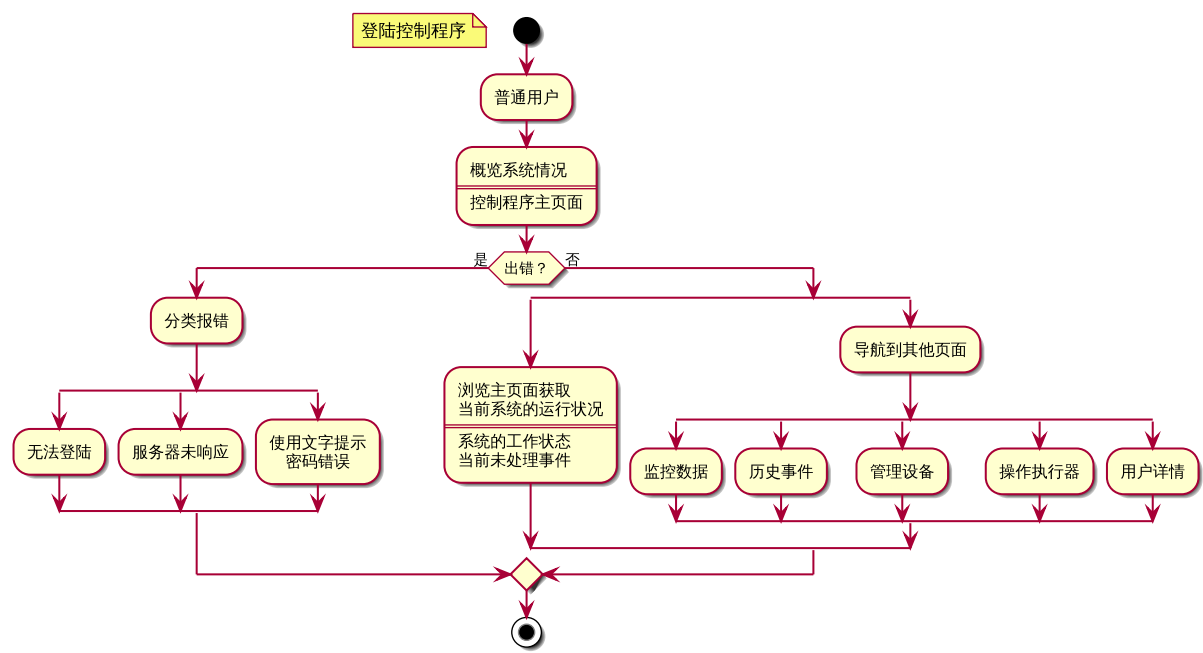 登陆控制程序
普通用户
概览系统情况
控制程序主页面
是
出错？
否
分类报错
无法登陆
服务器未响应
使用文字提示
密码错误
浏览主页面获取
当前系统的运行状况
系统的工作状态
当前未处理事件
导航到其他页面
监控数据
历史事件
管理设备
操作执行器
用户详情